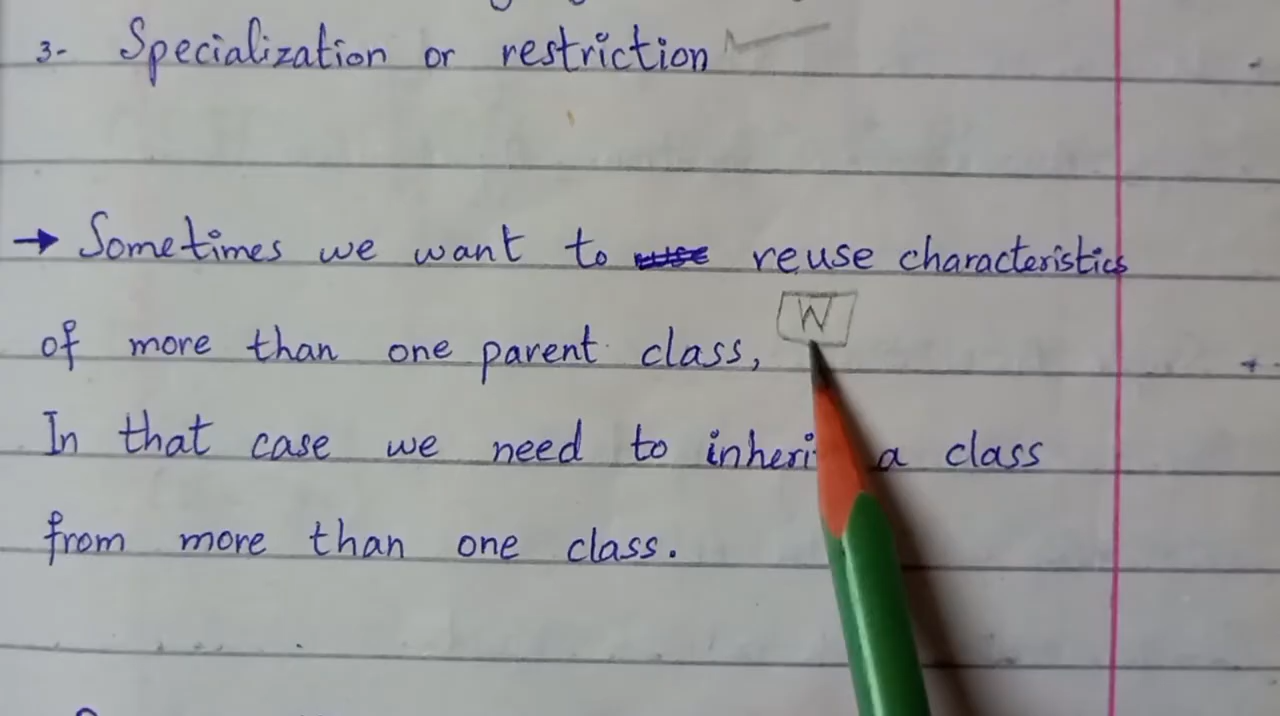 3- Specialization or restriction
→ Sometimes we want to reuse characteristics
of more than one parent class, W
In that case we need to inherit a class
from more than one class.